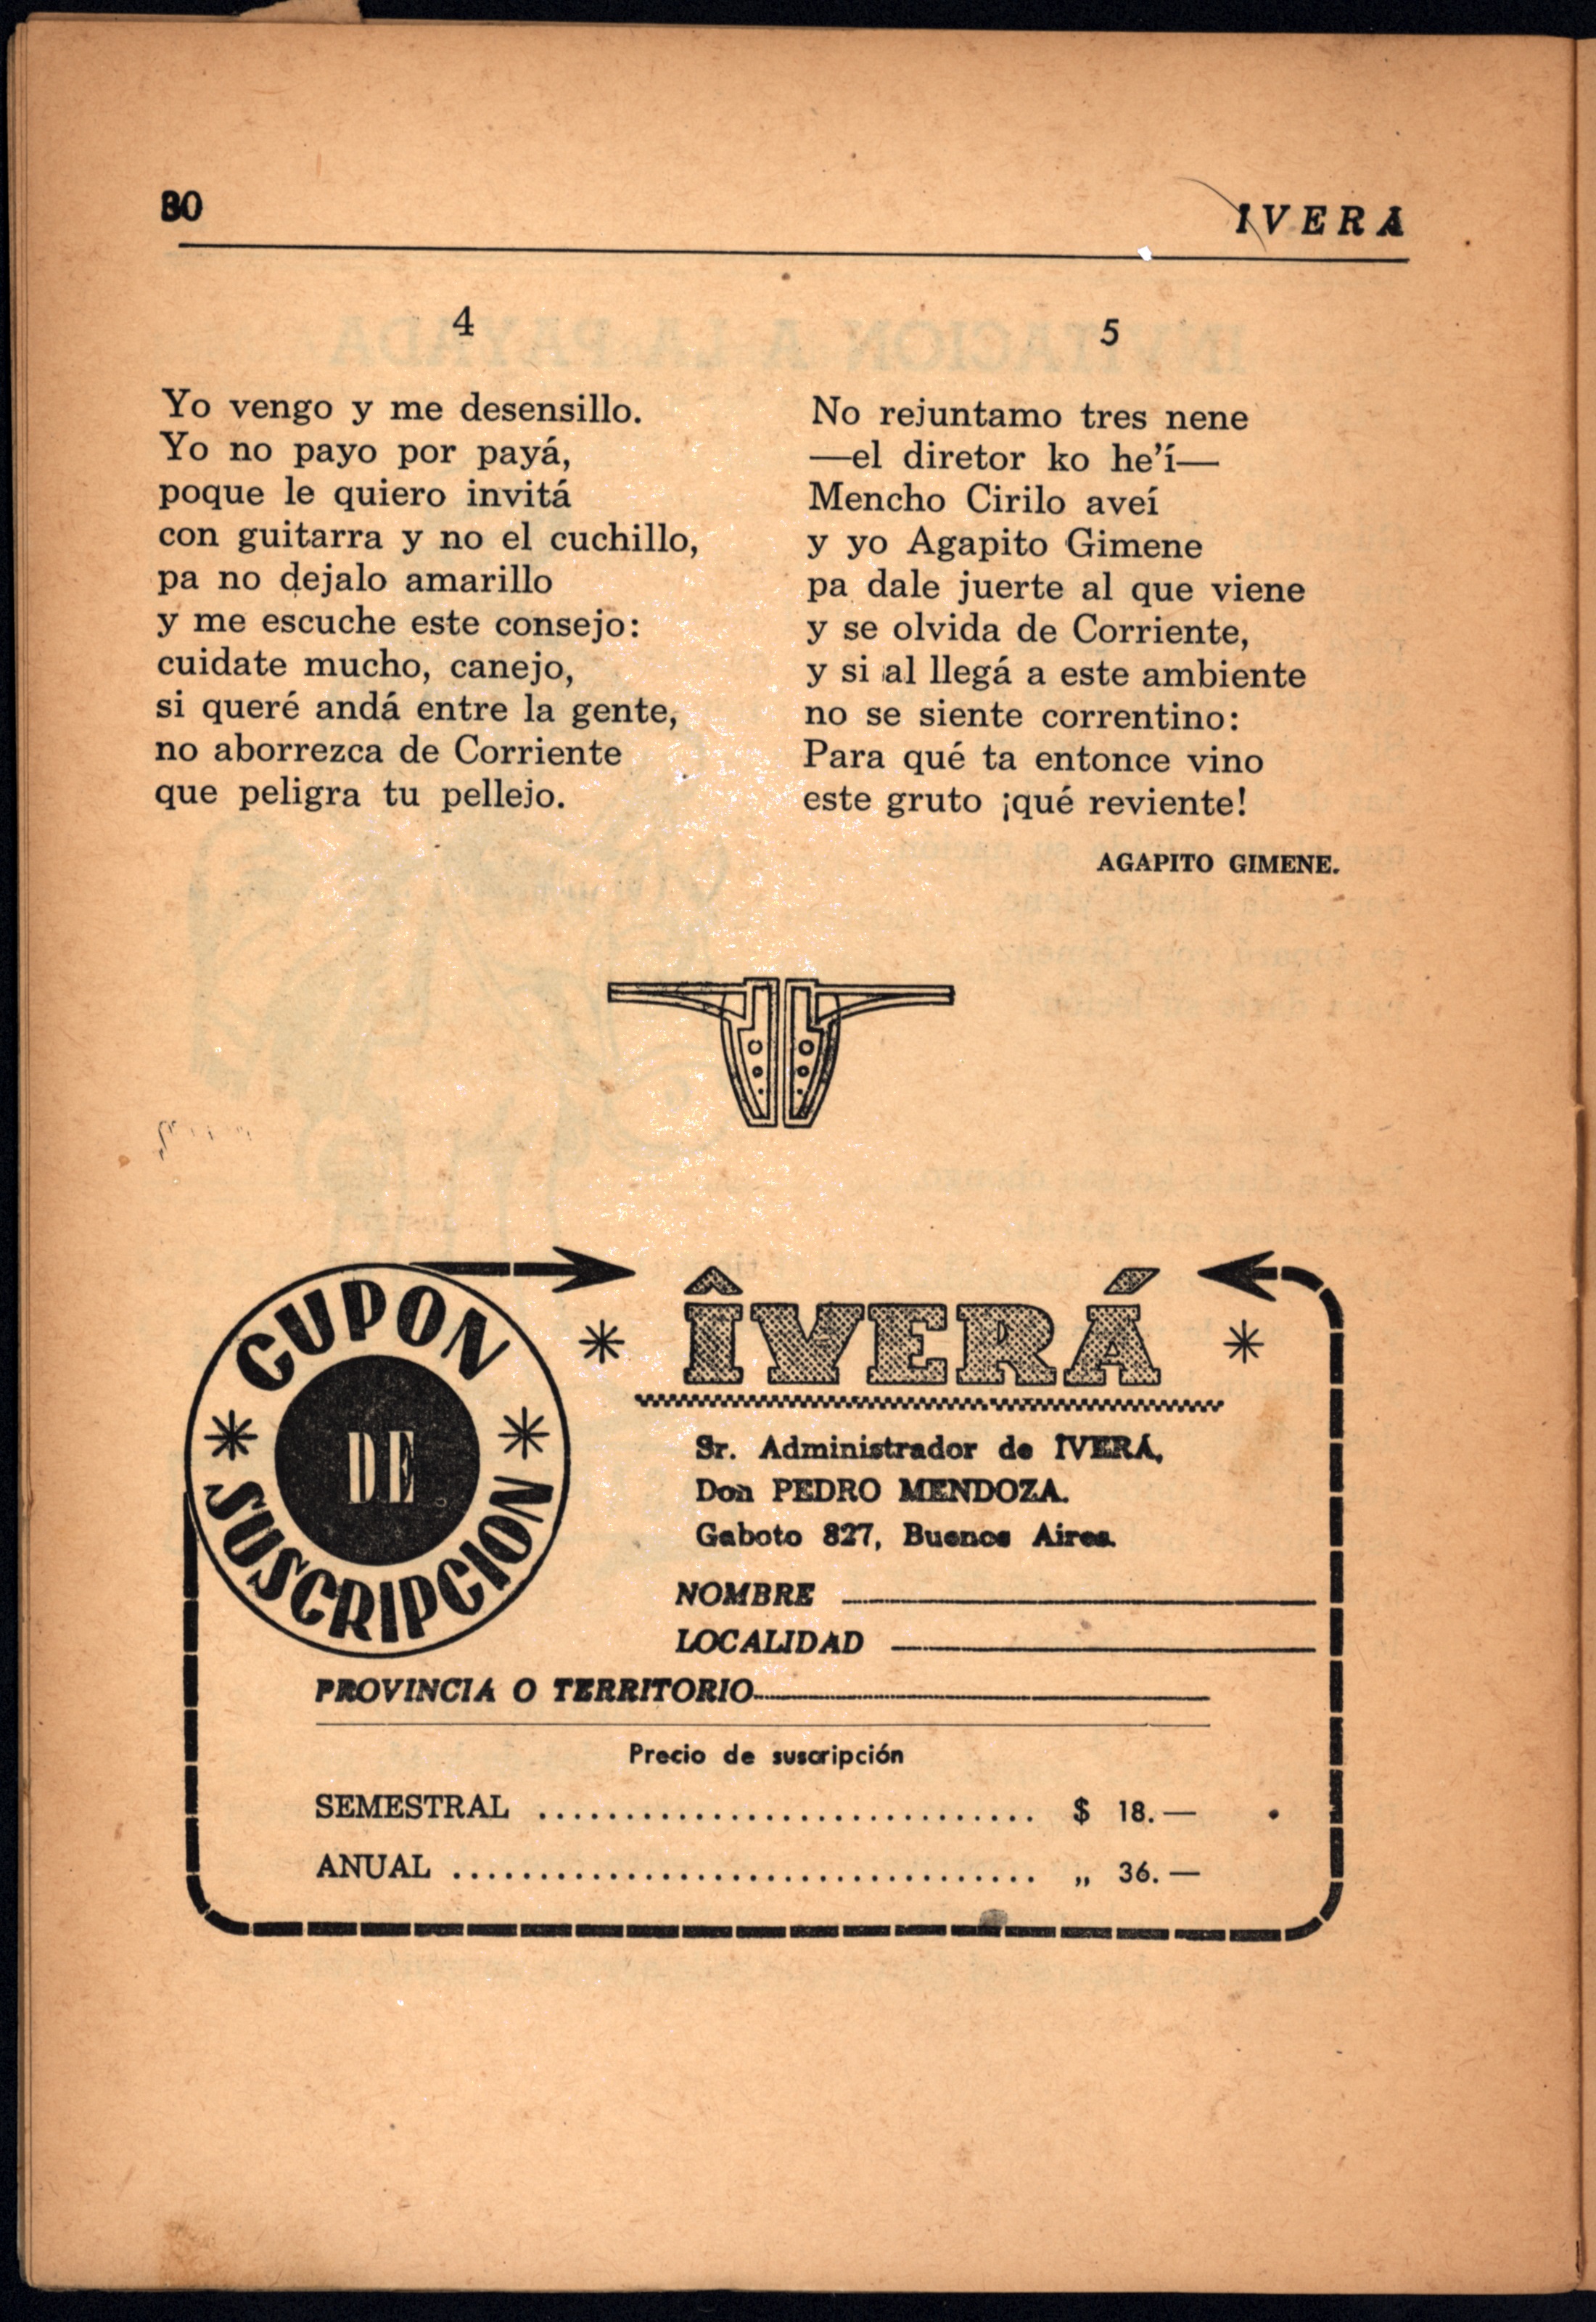 30
IVERA
4
Yo vengo y me desensillo.
Yo no payo por payá,
poque le quiero invitá
con guitarra y no el cuchillo,
pa no dejalo amarillo
y me escuche este consejo:
cuidate mucho, canejo,
si queré andá entre la gente,
no aborrezca de Corriente
que peligra tu pellejo.
5
No rejuntamo tres nene
—el diretor ko he’í—
Mencho Cirilo aveí
y yo Agapito Gimene
pa dale juerte al que viene
y se olvida de Corriente,
y si al llegá a este ambiente
no se siente correntino:
Para qué ta entonce vino
este gruto ¡qué reviente!
AGAPITO GIMENE.
CUPON
DE
SUSCRIPCION
ÎVERÁ
Sr. Administrador de ÎVERÁ,
Don PEDRO MENDOZA.
Gaboto 827, Buenos Aires.
NOMBRE
LOCALIDAD
PROVINCIA O TERRITORIO
Precio de suscripción
SEMESTRAL .............................. $ 18.—
ANUAL .................................. „ 36.—